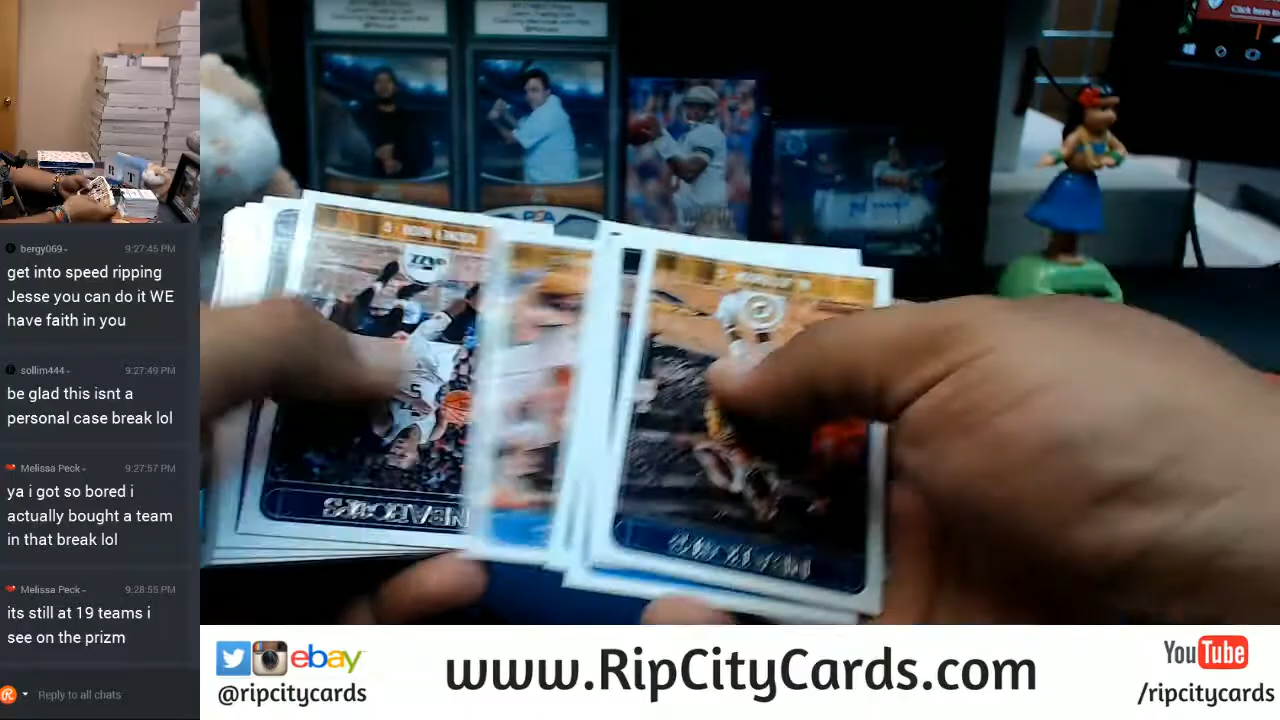 bergy069
9:27:45 PM
get into speed ripping
Jesse you can do it WE
have faith in you
sollim444
9:27:49 PM
be glad this isnt a
personal case break lol
Melissa Peck
9:27:57 PM
ya i got so bored i
actually bought a team
in that break lol
Melissa Peck
9:28:55 PM
its still at 19 teams i
see on the prizm
Reply to all chats
Click here to
PSA
ebay
@ripcitycards
www.RipCityCards.com
YouTube
/ripcitycards